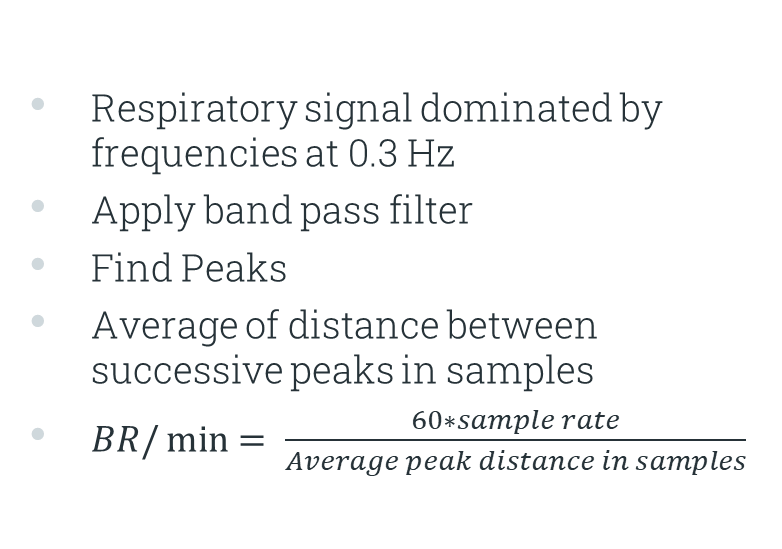 • Respiratory signal dominated by
frequencies at 0.3 Hz
• Apply band pass filter
• Find Peaks
• Average of distance between
successive peaks in samples
• BR/ min = 60*sample rate / Average peak distance in samples